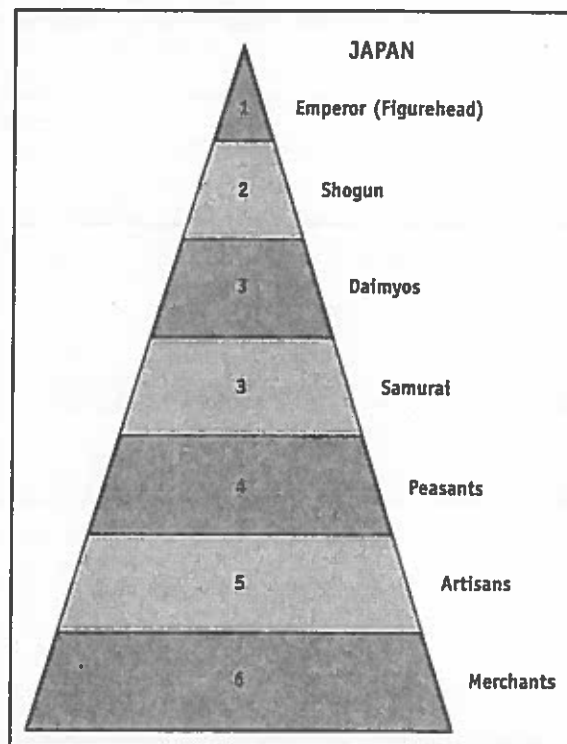 JAPAN
1 Emperor (Figurehead)
2 Shogun
3 Daimyos
3 Samurai
4 Peasants
5 Artisans
6 Merchants